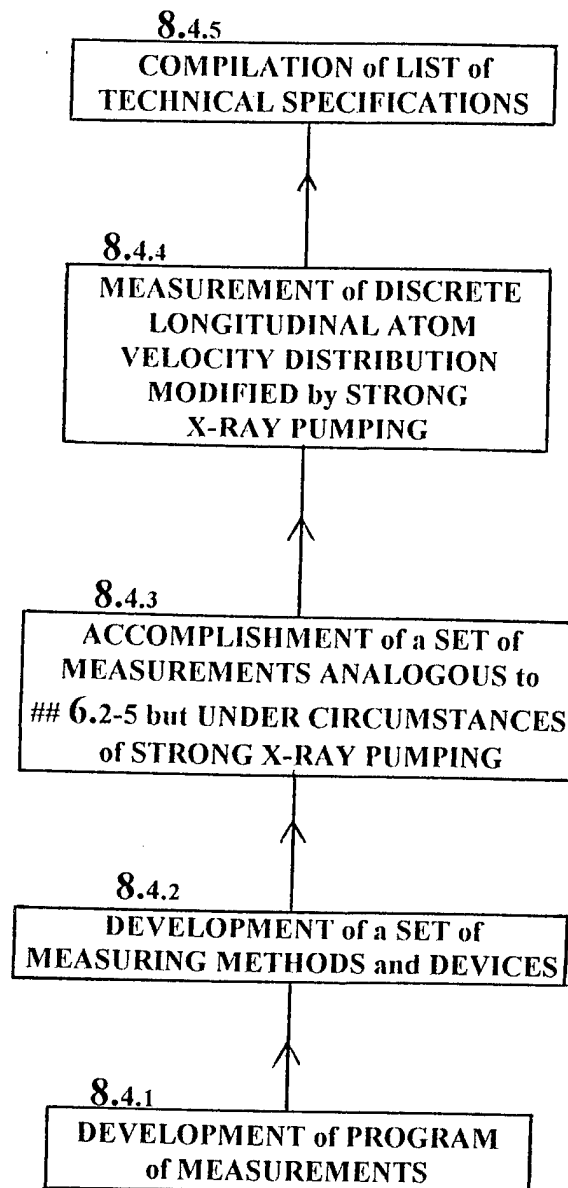 8.4.5
COMPILATION of LIST of
TECHNICAL SPECIFICATIONS
8.4.4
MEASUREMENT of DISCRETE
LONGITUDINAL ATOM
VELOCITY DISTRIBUTION
MODIFIED by STRONG
X-RAY PUMPING
8.4.3
ACCOMPLISHMENT of a SET of
MEASUREMENTS ANALOGOUS to
## 6.2-5 but UNDER CIRCUMSTANCES
of STRONG X-RAY PUMPING
8.4.2
DEVELOPMENT of a SET of
MEASURING METHODS and DEVICES
8.4.1
DEVELOPMENT of PROGRAM
of MEASUREMENTS